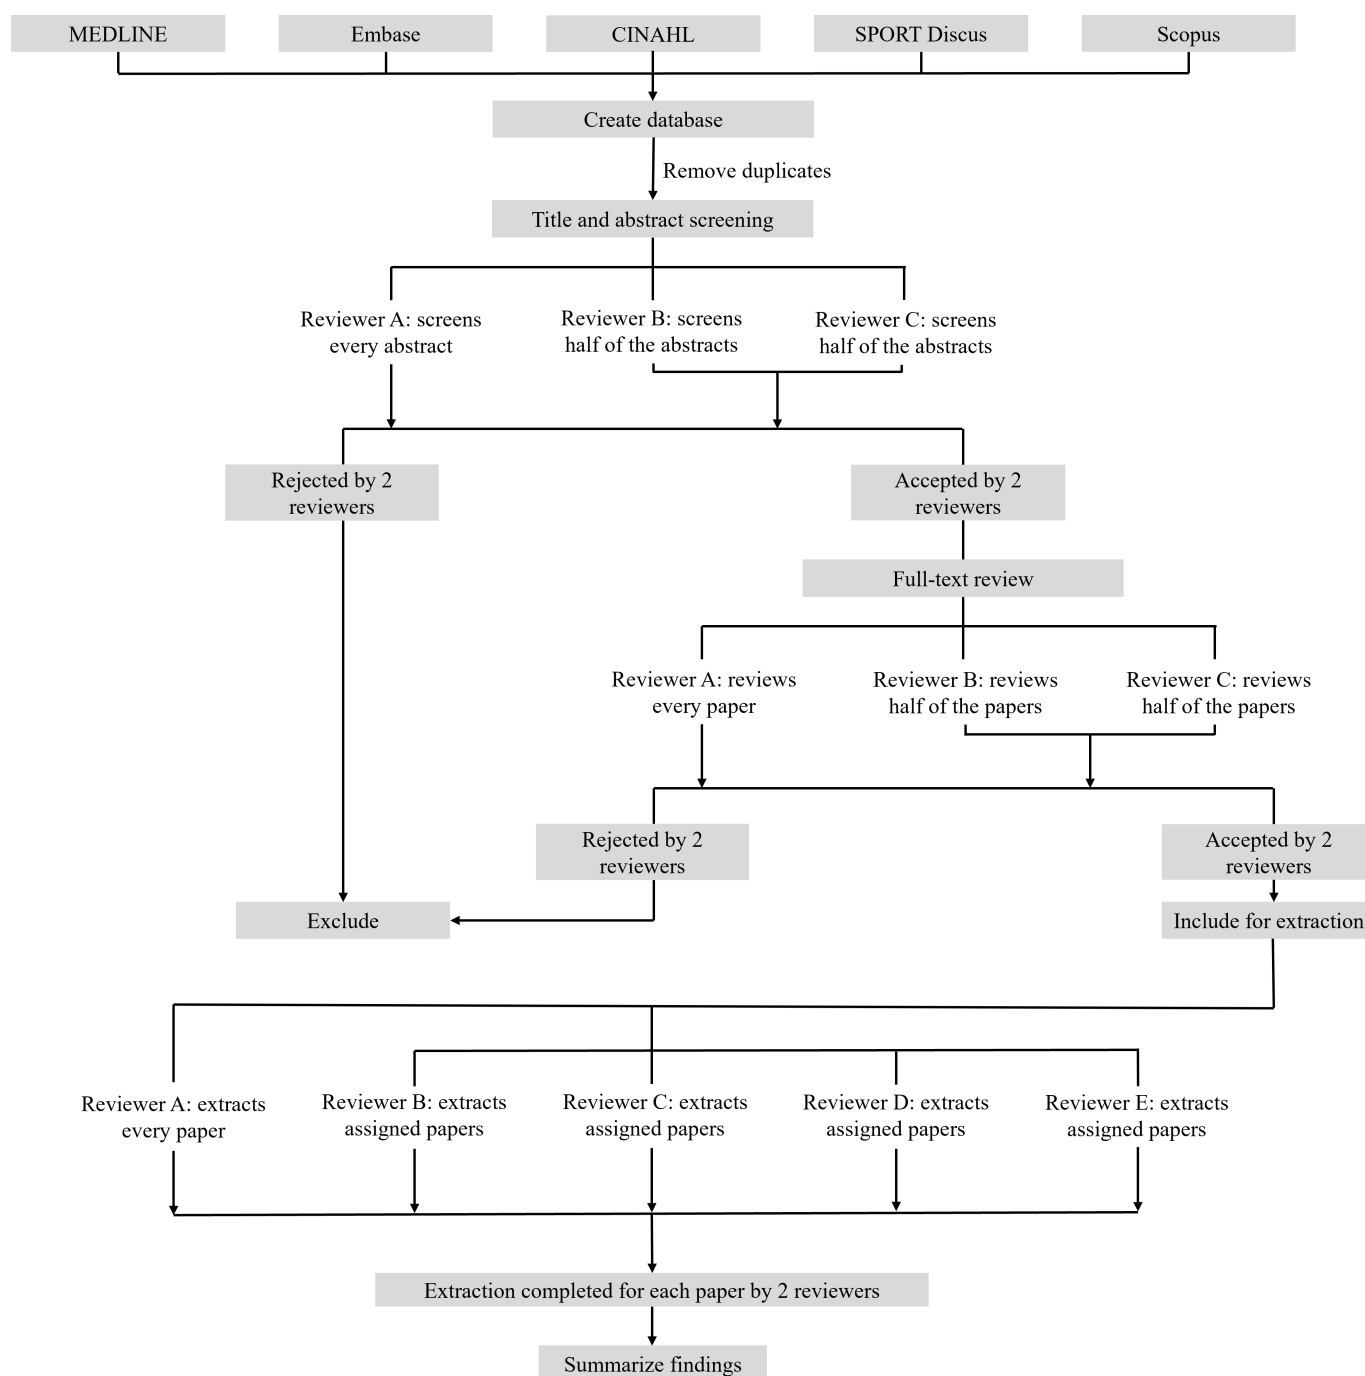 MEDLINE
Embase
CINAHL
SPORT Discus
Scopus
Create database
Remove duplicates
Title and abstract screening
Reviewer A: screens
every abstract
Reviewer B: screens
half of the abstracts
Reviewer C: screens
half of the abstracts
Rejected by 2
reviewers
Accepted by 2
reviewers
Full-text review
Reviewer A: reviews
every paper
Reviewer B: reviews
half of the papers
Reviewer C: reviews
half of the papers
Rejected by 2
reviewers
Accepted by 2
reviewers
Exclude
Include for extraction
Reviewer A: extracts
every paper
Reviewer B: extracts
assigned papers
Reviewer C: extracts
assigned papers
Reviewer D: extracts
assigned papers
Reviewer E: extracts
assigned papers
Extraction completed for each paper by 2 reviewers
Summarize findings